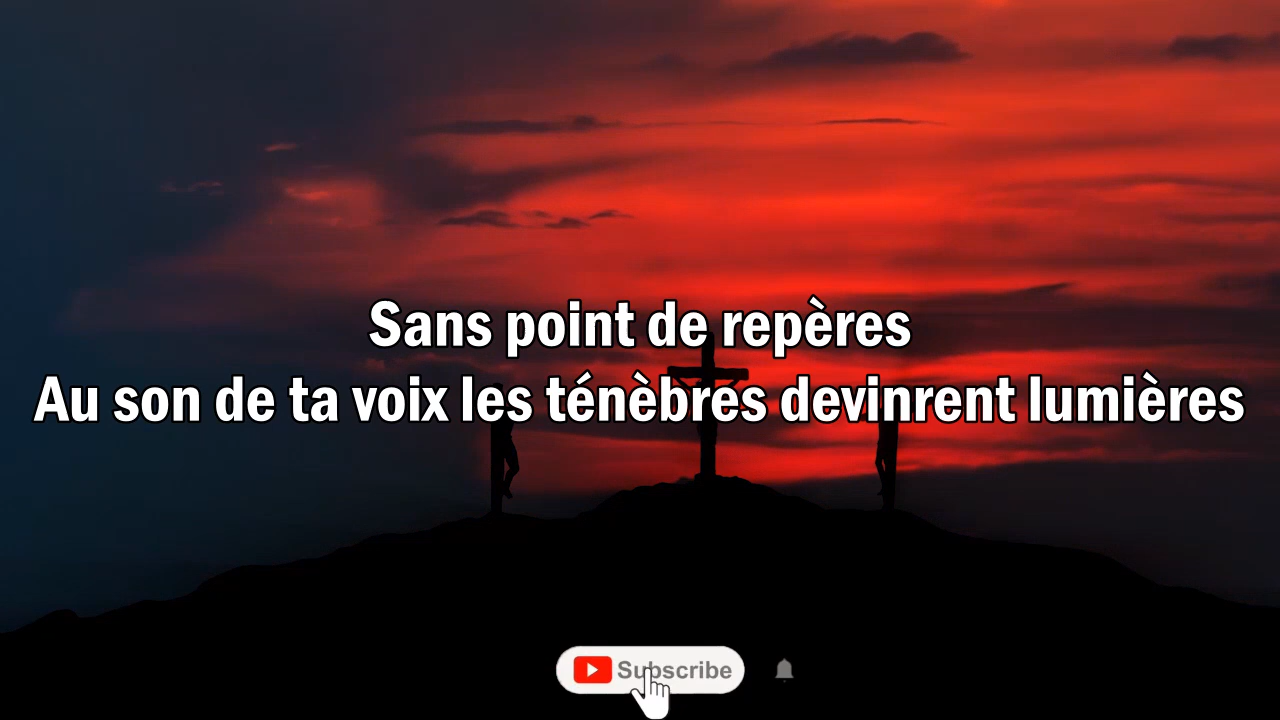 Sans point de repères
Au son de ta voix les ténèbres devinrent lumières
Subscribe